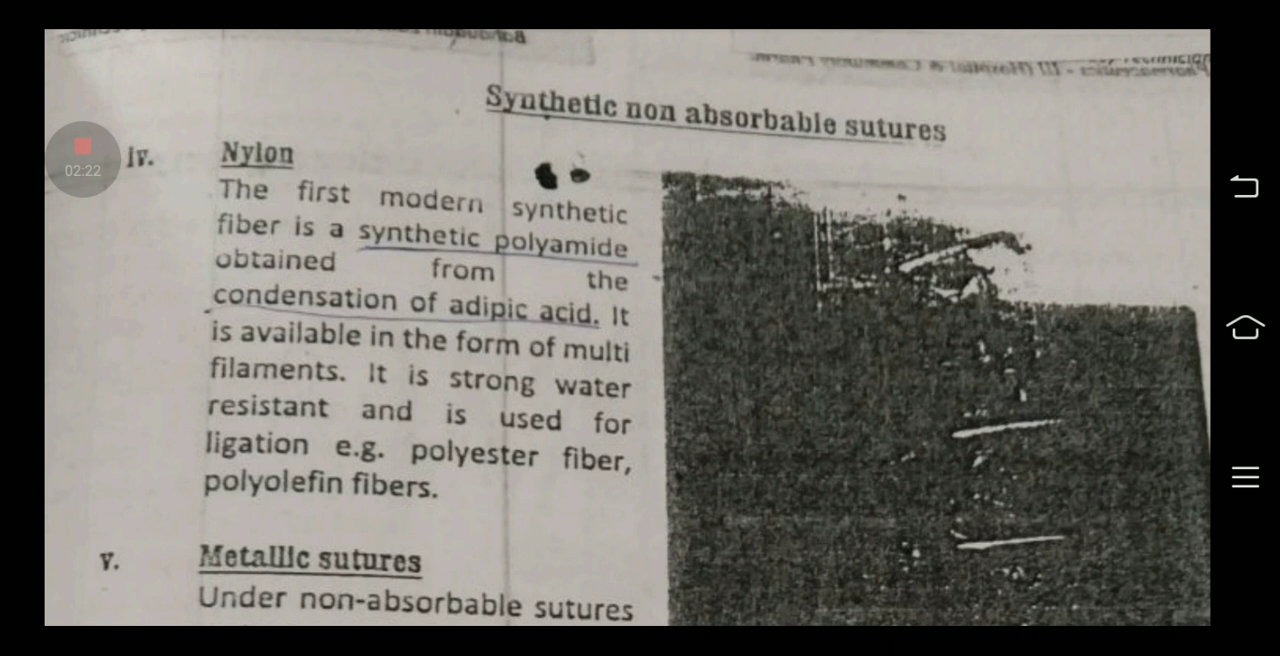 Synthetic non absorbable sutures
02:22
iv.
Nylon
The first modern synthetic
fiber is a synthetic polyamide
obtained from the
condensation of adipic acid. It
is available in the form of multi
filaments. It is strong water
resistant and is used for
ligation e.g. polyester fiber,
polyolefin fibers.
v.
Metallic sutures
Under non-absorbable sutures